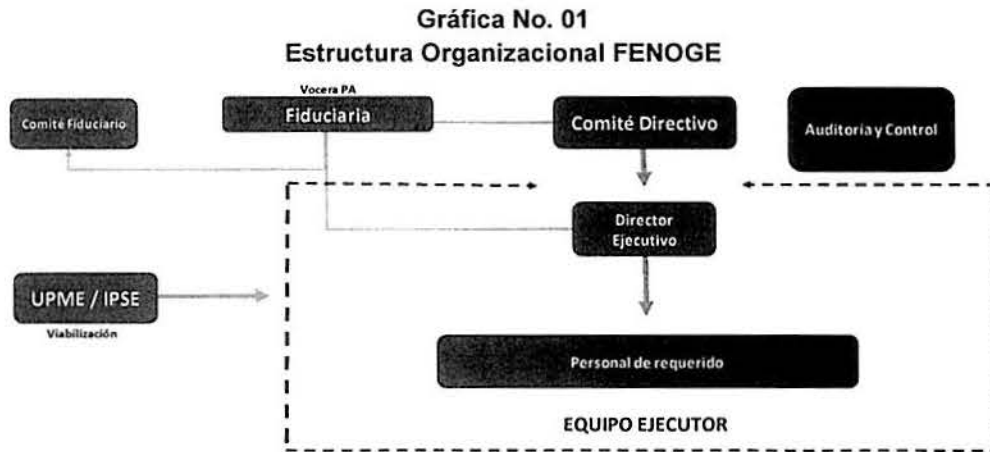 Gráfica No. 01
Estructura Organizacional FENOGE
Vocera PA
Comité Fiduciario
Fiduciaria
Comité Directivo
Auditoria y Control
Director
Ejecutivo
UPME / IPSE
Viabilización
Personal de requerido
EQUIPO EJECUTOR